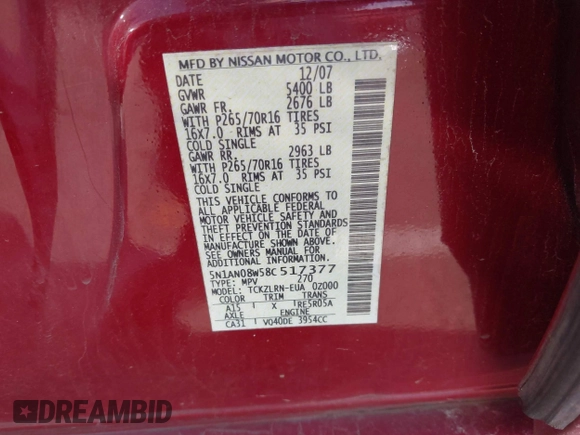 MFD BY NISSAN MOTOR CO., LTD.
DATE 12/07
GVWR 5400 LB
GAWR FR. 2676 LB
WITH P265/70R16 TIRES
16X7.0 RIMS AT 35 PSI
COLD SINGLE
GAWR RR. 2963 LB
WITH P265/70R16 TIRES
16X7.0 RIMS AT 35 PSI
COLD SINGLE
THIS VEHICLE CONFORMS TO
ALL APPLICABLE FEDERAL
MOTOR VEHICLE SAFETY AND
THEFT PREVENTION STANDARDS
IN EFFECT ON THE DATE OF
MANUFACTURE SHOWN ABOVE.
SEE OWNERS MANUAL FOR
ADDITIONAL INFORMATION.
5N1AN08W58C517377
TYPE: MPV 270
MODEL: TCKZLRN-EUA 0Z000
COLOR TRIM TRANS
A15 X RE5R05A
AXLE ENGINE
CA31 VQ40DE 3954CC
DREAMBID